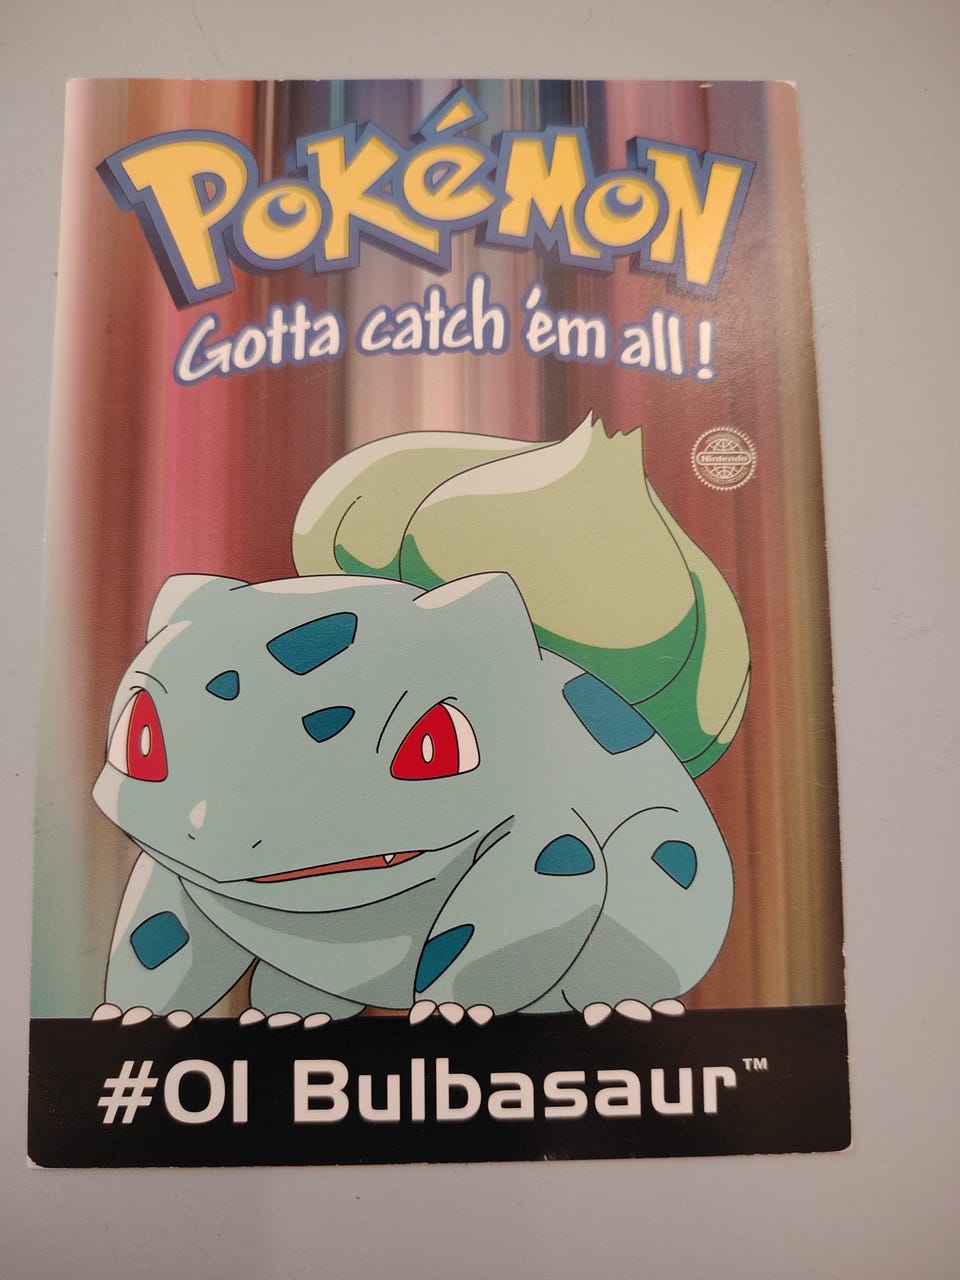 POKéMON
Gotta catch 'em all!
Nintendo
#01 Bulbasaur™